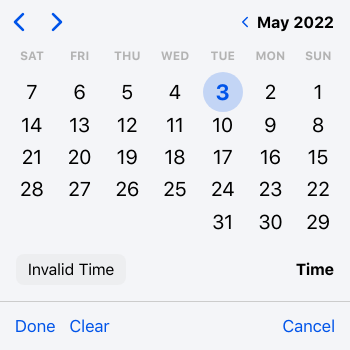 May 2022
SAT FRI THU WED TUE MON SUN
7 6 5 4 3 2 1
14 13 12 11 10 9 8
21 20 19 18 17 16 15
28 27 26 25 24 23 22
31 30 29
Invalid Time Time
Done Clear Cancel